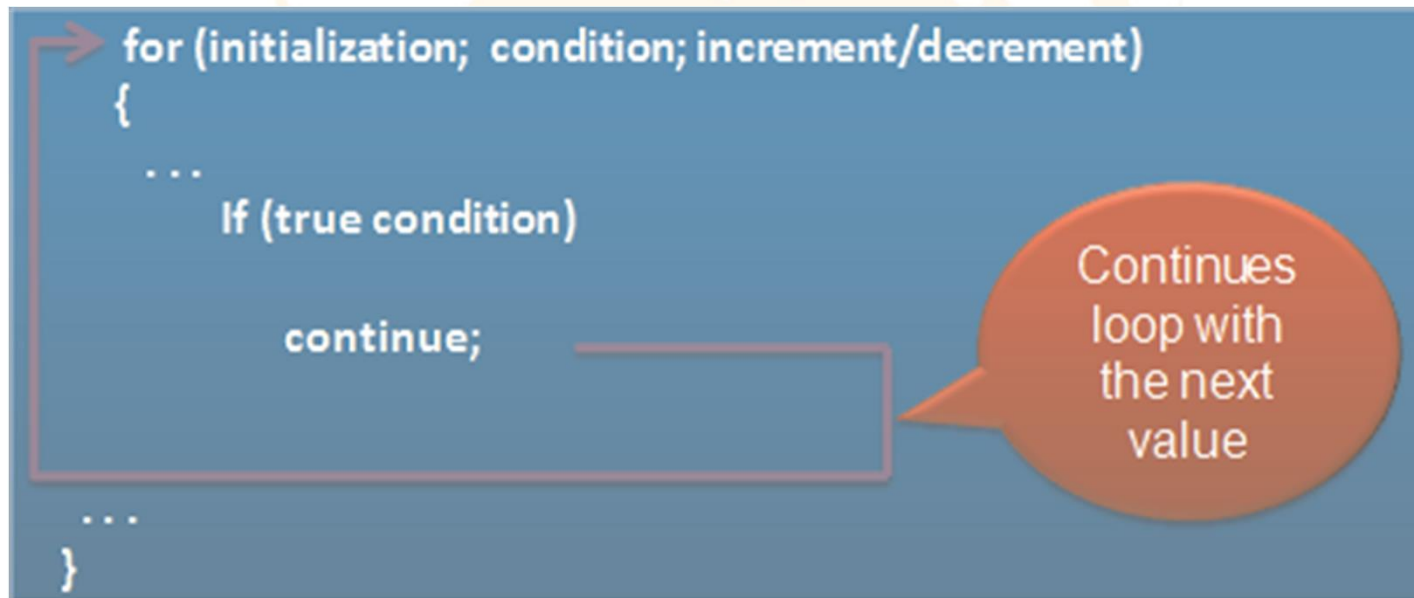 for (initialization; condition; increment/decrement)
{
...
If (true condition)
continue;
...
}
Continues
loop with
the next
value